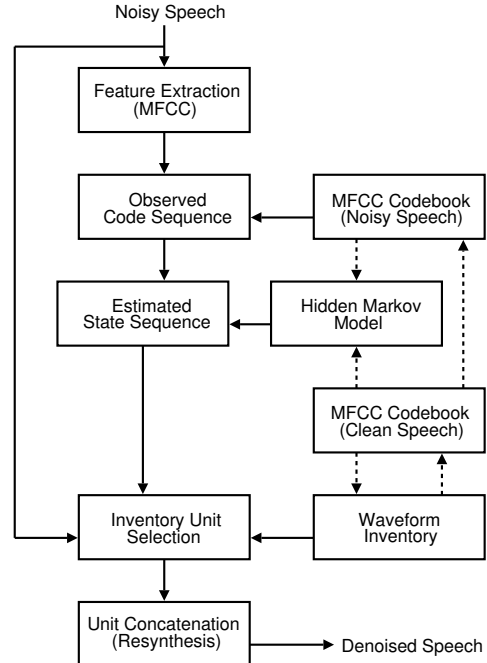 Noisy Speech
Feature Extraction
(MFCC)
Observed
Code Sequence
MFCC Codebook
(Noisy Speech)
Estimated
State Sequence
Hidden Markov
Model
MFCC Codebook
(Clean Speech)
Inventory Unit
Selection
Waveform
Inventory
Unit Concatenation
(Resynthesis)
Denoised Speech